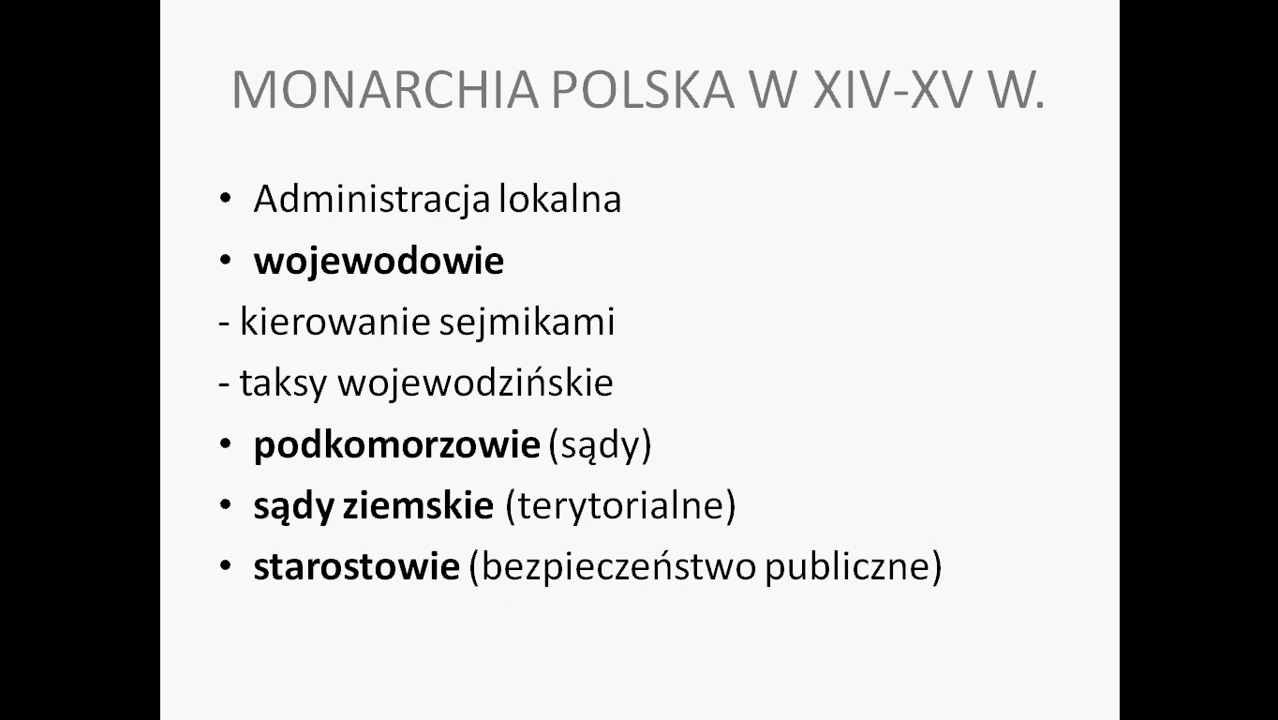 MONARCHIA POLSKA W XIV-XV W.
• Administracja lokalna
• wojewodowie
- kierowanie sejmikami
- taksy wojewodzińskie
• podkomorzowie (sądy)
• sądy ziemskie (terytorialne)
• starostowie (bezpieczeństwo publiczne)